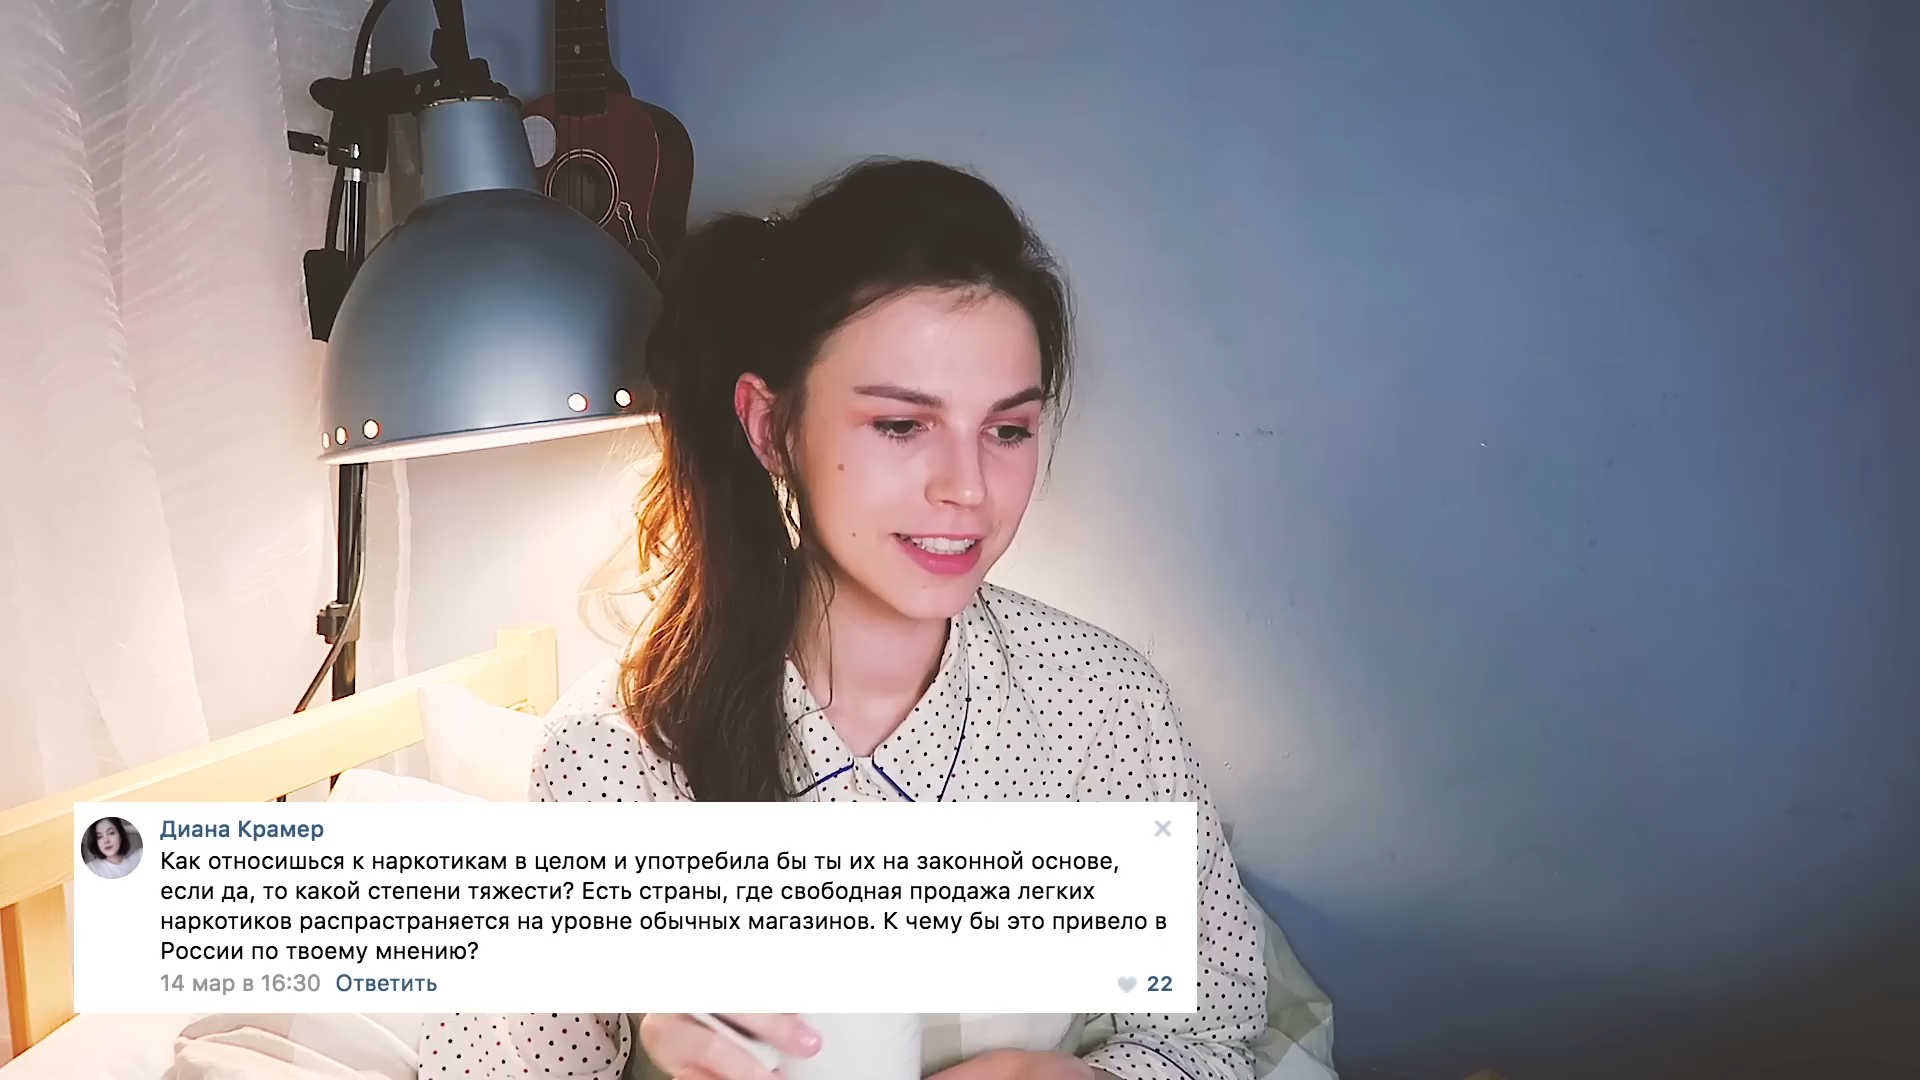 Диана Крамер
Как относишься к наркотикам в целом и употребила бы ты их на законной основе,
если да, то какой степени тяжести? Есть страны, где свободная продажа легких
наркотиков распрастраняется на уровне обычных магазинов. К чему бы это привело в
России по твоему мнению?
14 мар в 16:30 Ответить 22